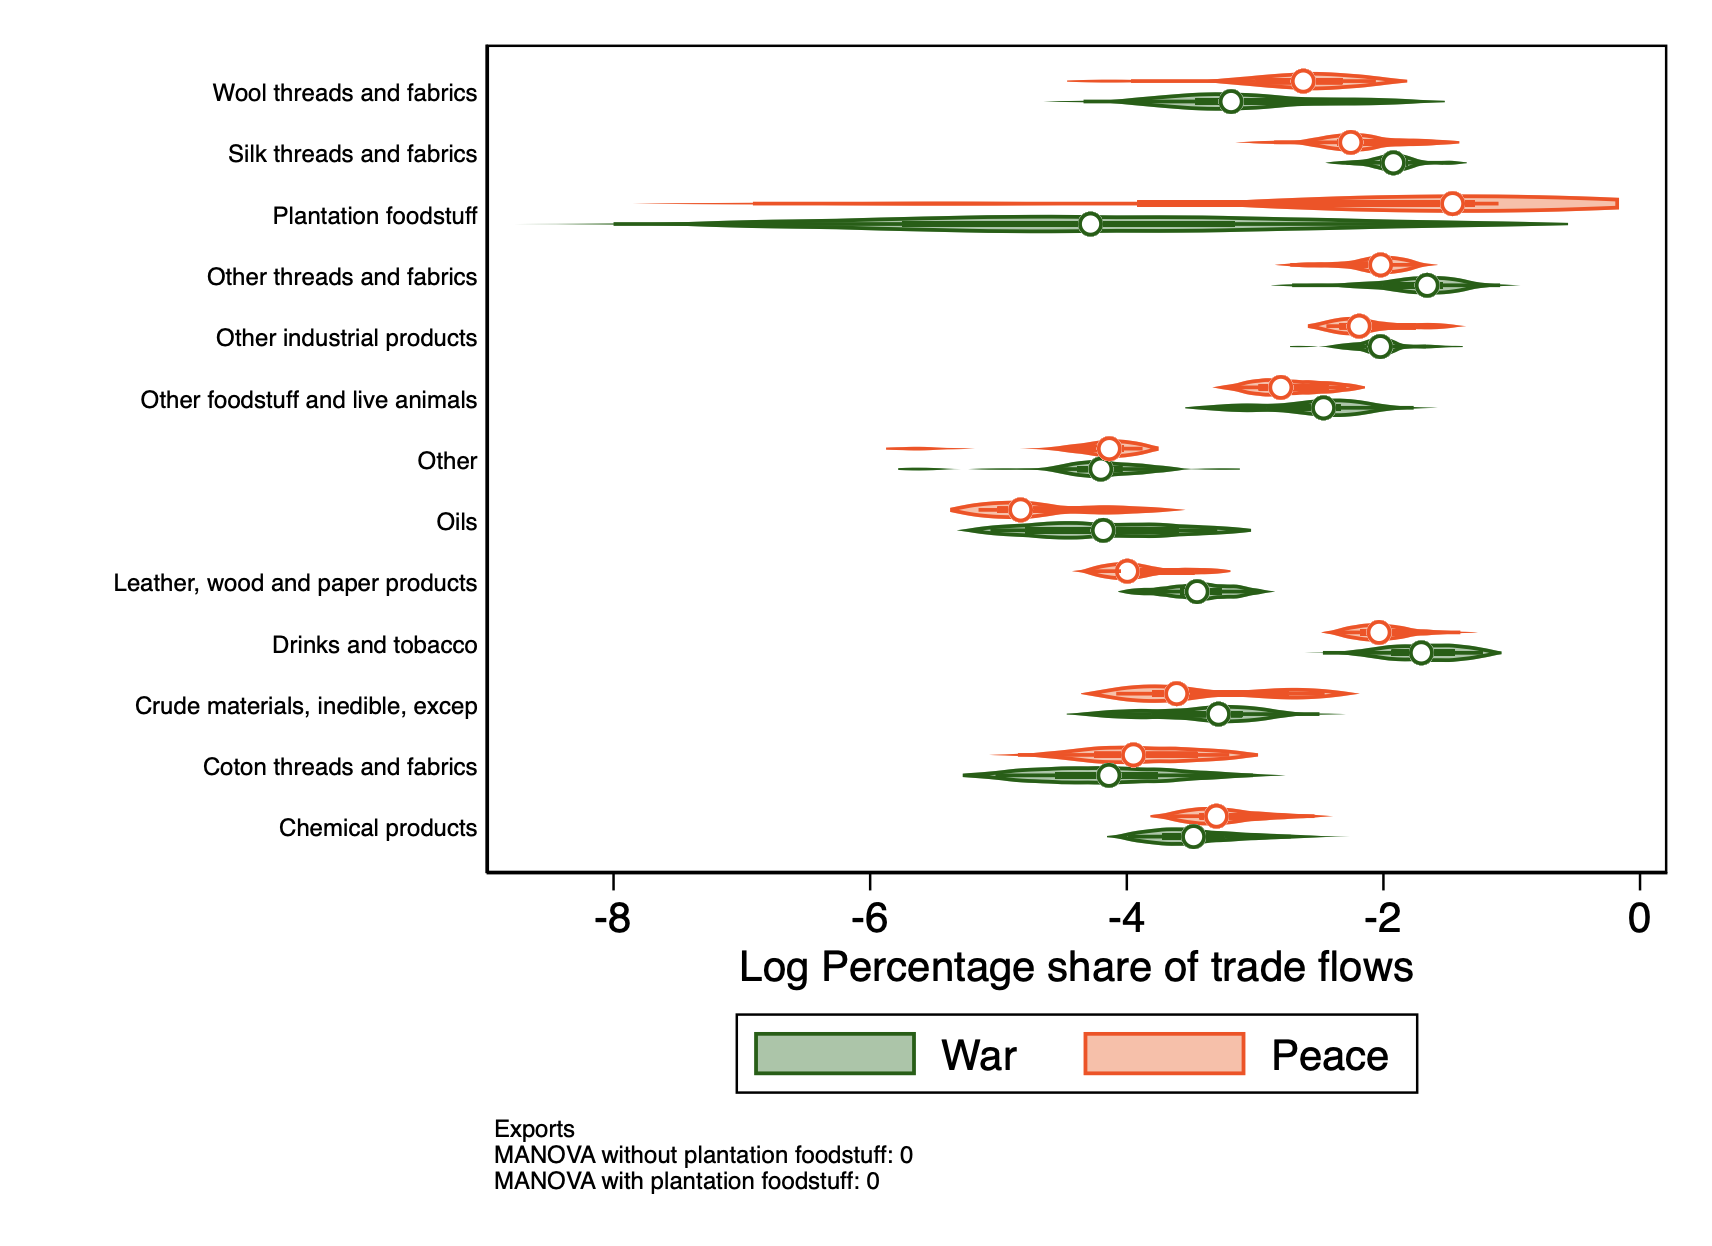 Wool threads and fabrics
Silk threads and fabrics
Plantation foodstuff
Other threads and fabrics
Other industrial products
Other foodstuff and live animals
Other
Oils
Leather, wood and paper products
Drinks and tobacco
Crude materials, inedible, excep
Coton threads and fabrics
Chemical products
-8 -6 -4 -2 0
Log Percentage share of trade flows
War Peace
Exports
MANOVA without plantation foodstuff: 0
MANOVA with plantation foodstuff: 0